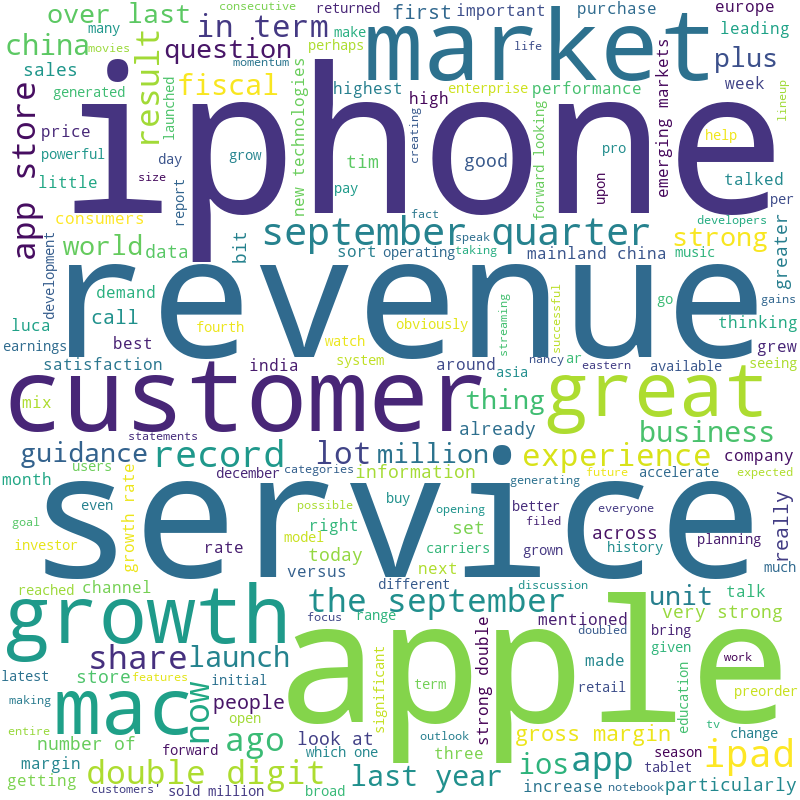 over last
many
consecutive
movies
returned
perhaps
make
first
important
purchase
europe
china
in term
life
leading
sales
question
market
momentum
plus
generated
result
launched
fiscal
highest
enterprise
performance
week
lineup
app store
price
iphone
high
creating
new technologies
forward looking
emerging markets
help
powerful
day
grow
tim
good
pro
little
size
report
pay
upon
talked
consumers
fact
developers
per
september quarter
speak
strong
world
data
bit
sort
operating
taking
mainland china
music
greater
development
demand
revenue
go
gains
luca
call
fourth
obviously
streaming
successful
thinking
earnings
best
watch
system
nancy
ar
eastern
available
grew
satisfaction
india
around
asia
seeing
customer
great
mix
thing
already
business
statements
guidance
record
lot
million
experience
company
month
users
december
categories
information
generating
future
accelerate
expected
really
even
growth rate
possible
buy
opening
better
everyone
goal
service
right
set
filed
planning
investor
rate
model
carriers
grown
across
history
today
versus
next
much
reached
channel
different
discussion
growth
the september
unit
talk
focus
range
doubled
very strong
share
launch
mentioned
bring
work
latest
store
initial
apple
made
given
features
term
significant
strong double
education
preorder
making
mac
now
people
retail
tv
entire
open
outlook
gross margin
change
number of
ago
look at
three
ios
app
ipad
margin
forward
which one
season
getting
double digit
last year
tablet
customers'
sold million
broad
increase
notebook
particularly